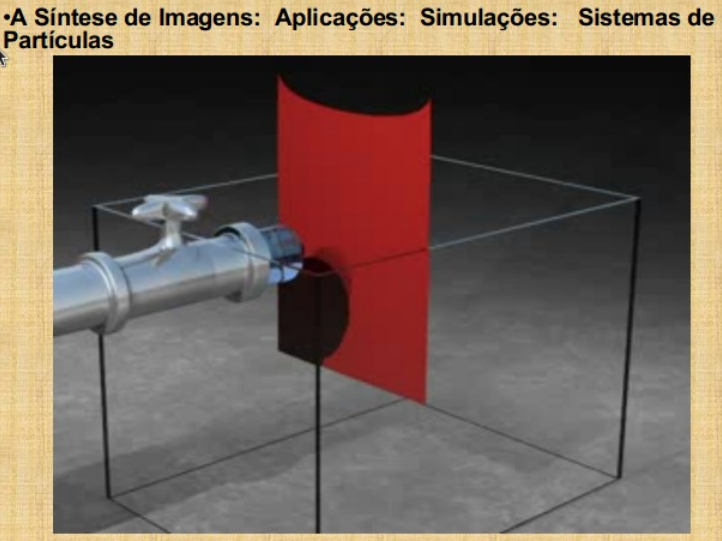 •A Síntese de Imagens: Aplicações: Simulações: Sistemas de
Partículas